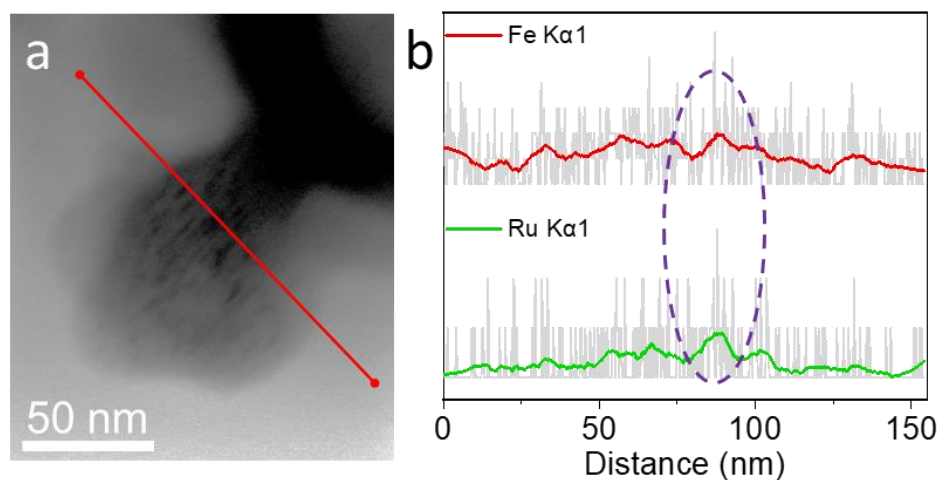 a
50 nm
b
Fe Kα1
Ru Kα1
0 50 100 150
Distance (nm)